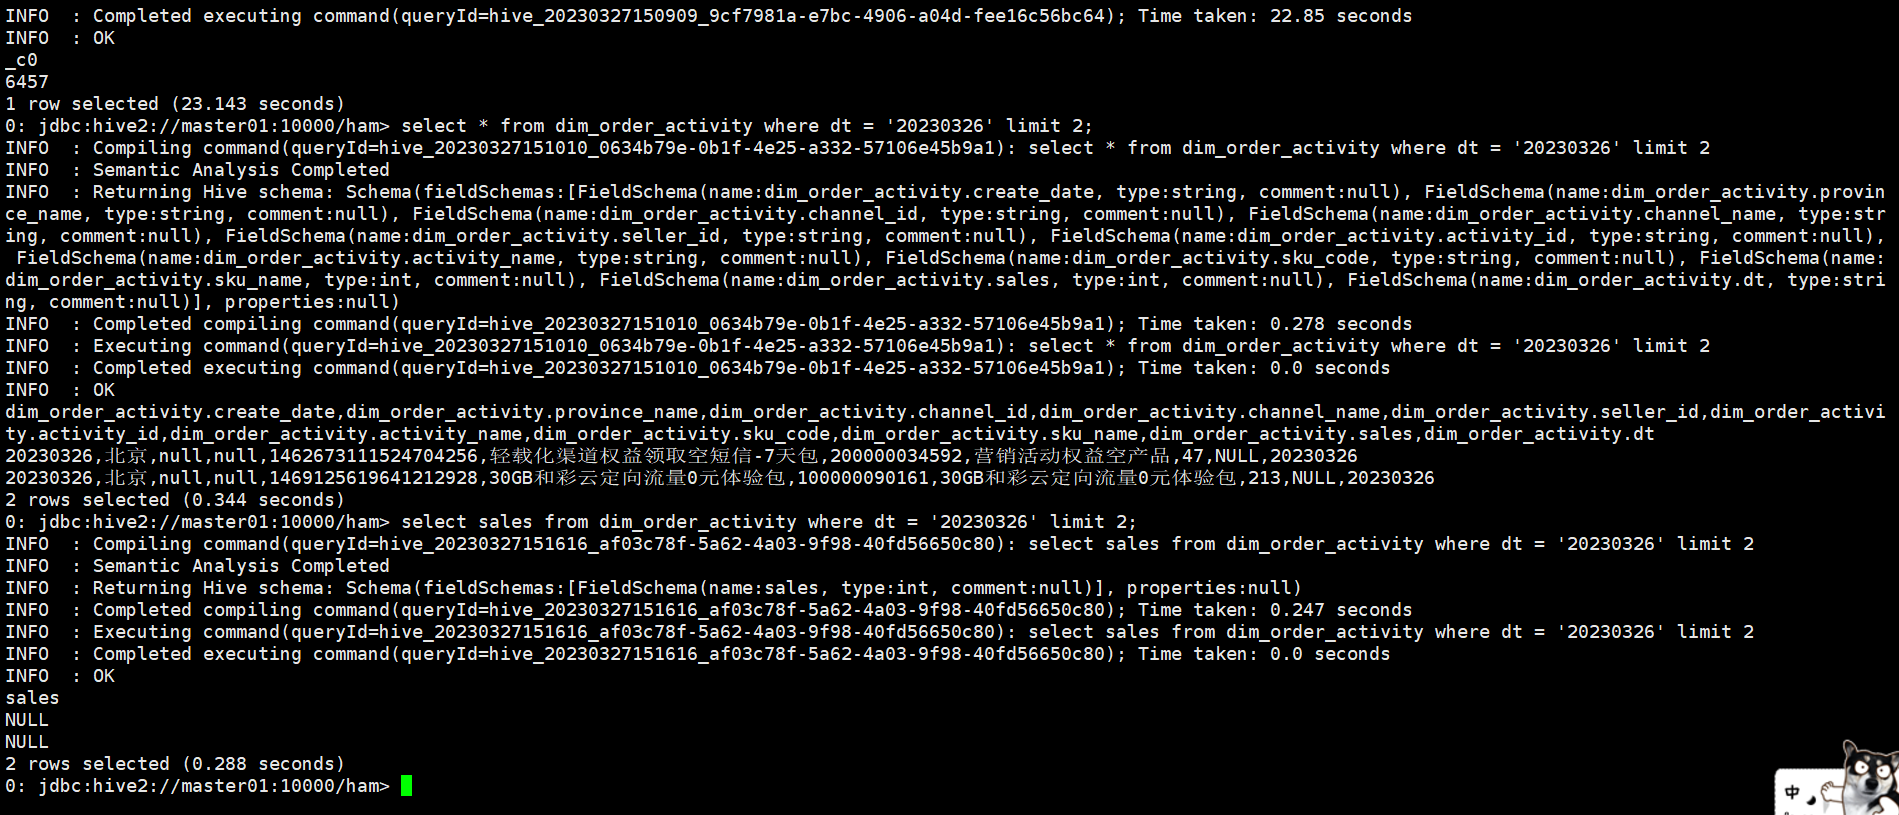 INFO  : Completed executing command(queryId=hive_20230327150909_9cf7981a-e7bc-4906-a04d-fee16c56bc64); Time taken: 22.85 seconds
INFO  : OK
_c0
6457
1 row selected (23.143 seconds)
0: jdbc:hive2://master01:10000/ham> select * from dim_order_activity where dt = '20230326' limit 2;
INFO  : Compiling command(queryId=hive_20230327151010_0634b79e-0b1f-4e25-a332-57106e45b9a1): select * from dim_order_activity where dt = '20230326' limit 2
INFO  : Semantic Analysis Completed
INFO  : Returning Hive schema: Schema(fieldSchemas:[FieldSchema(name:dim_order_activity.create_date, type:string, comment:null), FieldSchema(name:dim_order_activity.provin
ce_name, type:string, comment:null), FieldSchema(name:dim_order_activity.channel_id, type:string, comment:null), FieldSchema(name:dim_order_activity.channel_name, type:str
ing, comment:null), FieldSchema(name:dim_order_activity.seller_id, type:string, comment:null), FieldSchema(name:dim_order_activity.activity_id, type:string, comment:null),
 FieldSchema(name:dim_order_activity.activity_name, type:string, comment:null), FieldSchema(name:dim_order_activity.sku_code, type:string, comment:null), FieldSchema(name:
dim_order_activity.sku_name, type:int, comment:null), FieldSchema(name:dim_order_activity.sales, type:int, comment:null), FieldSchema(name:dim_order_activity.dt, type:stri
ng, comment:null)], properties:null)
INFO  : Completed compiling command(queryId=hive_20230327151010_0634b79e-0b1f-4e25-a332-57106e45b9a1); Time taken: 0.278 seconds
INFO  : Executing command(queryId=hive_20230327151010_0634b79e-0b1f-4e25-a332-57106e45b9a1): select * from dim_order_activity where dt = '20230326' limit 2
INFO  : Completed executing command(queryId=hive_20230327151010_0634b79e-0b1f-4e25-a332-57106e45b9a1); Time taken: 0.0 seconds
INFO  : OK
dim_order_activity.create_date,dim_order_activity.province_name,dim_order_activity.channel_id,dim_order_activity.channel_name,dim_order_activity.seller_id,dim_order_activi
ty.activity_id,dim_order_activity.activity_name,dim_order_activity.sku_code,dim_order_activity.sku_name,dim_order_activity.sales,dim_order_activity.dt
20230326,北京,null,null,1462673111524704256,轻载化渠道权益领取空短信-7天包,200000034592,营销活动权益空产品,47,NULL,20230326
20230326,北京,null,null,1469125619641212928,30GB和彩云定向流量0元体验包,100000090161,30GB和彩云定向流量0元体验包,213,NULL,20230326
2 rows selected (0.344 seconds)
0: jdbc:hive2://master01:10000/ham> select sales from dim_order_activity where dt = '20230326' limit 2;
INFO  : Compiling command(queryId=hive_20230327151616_af03c78f-5a62-4a03-9f98-40fd56650c80): select sales from dim_order_activity where dt = '20230326' limit 2
INFO  : Semantic Analysis Completed
INFO  : Returning Hive schema: Schema(fieldSchemas:[FieldSchema(name:sales, type:int, comment:null)], properties:null)
INFO  : Completed compiling command(queryId=hive_20230327151616_af03c78f-5a62-4a03-9f98-40fd56650c80); Time taken: 0.247 seconds
INFO  : Executing command(queryId=hive_20230327151616_af03c78f-5a62-4a03-9f98-40fd56650c80): select sales from dim_order_activity where dt = '20230326' limit 2
INFO  : Completed executing command(queryId=hive_20230327151616_af03c78f-5a62-4a03-9f98-40fd56650c80); Time taken: 0.0 seconds
INFO  : OK
sales
NULL
NULL
2 rows selected (0.288 seconds)
0: jdbc:hive2://master01:10000/ham>
中